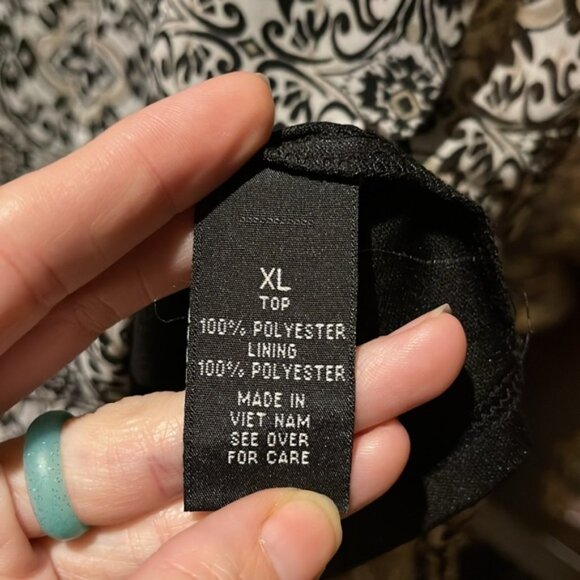 XL
TOP
100% POLYESTER
LINING
100% POLYESTER
MADE IN
VIET NAM
SEE OVER
FOR CARE